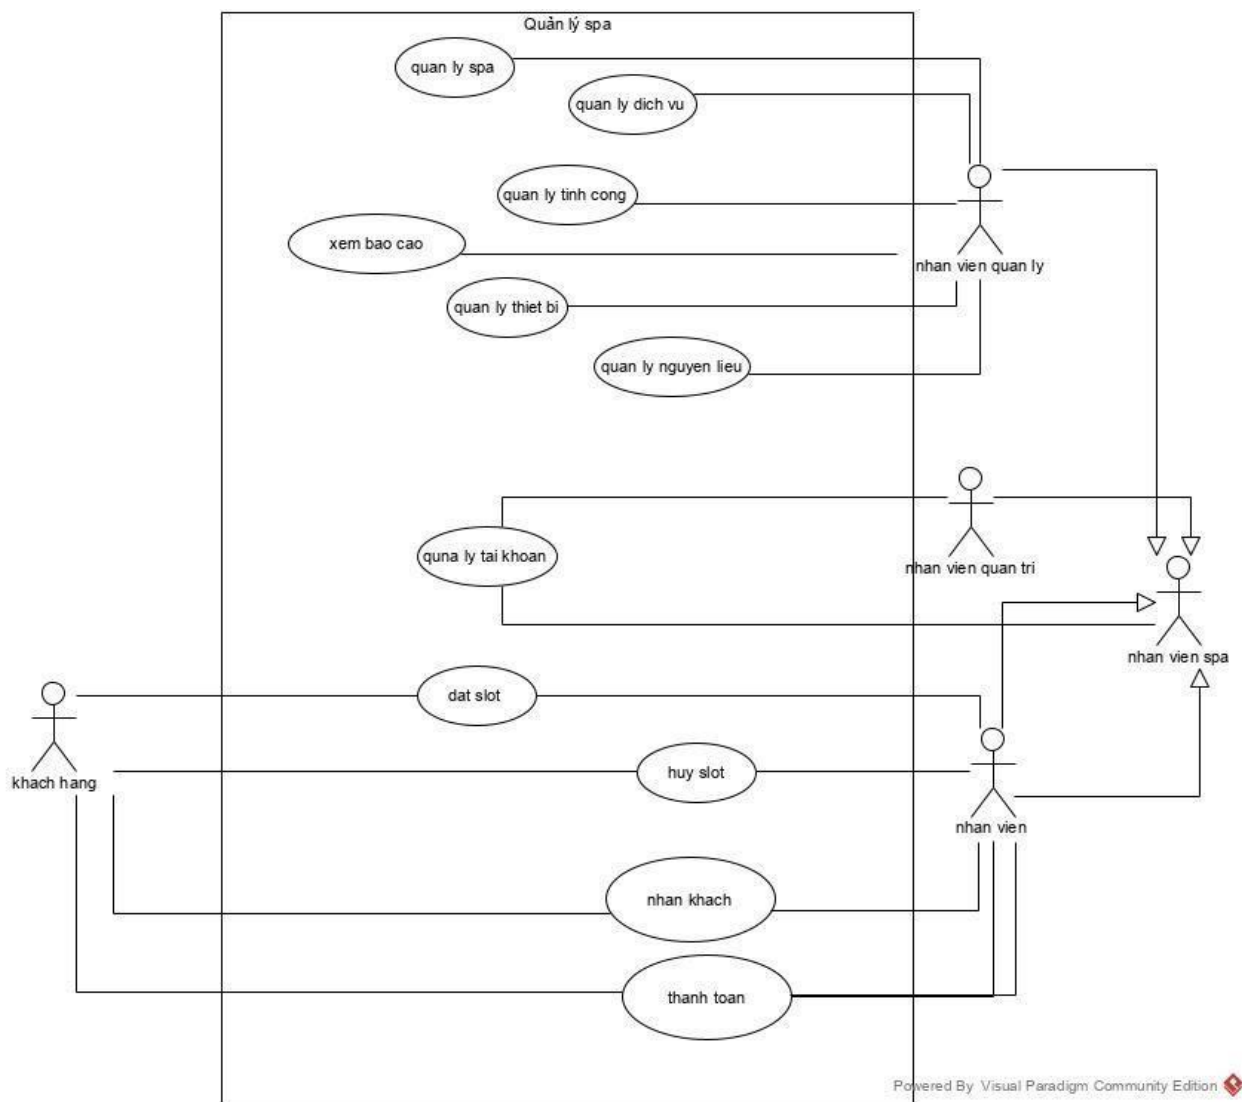 Quản lý spa
quan ly spa
quan ly dich vu
quan ly tinh cong
xem bao cao
nhan vien quan ly
quan ly thiet bi
quan ly nguyen lieu
quna ly tai khoan
nhan vien quan tri
nhan vien spa
dat slot
khach hang
huy slot
nhan vien
nhan khach
thanh toan
Powered By Visual Paradigm Community Edition